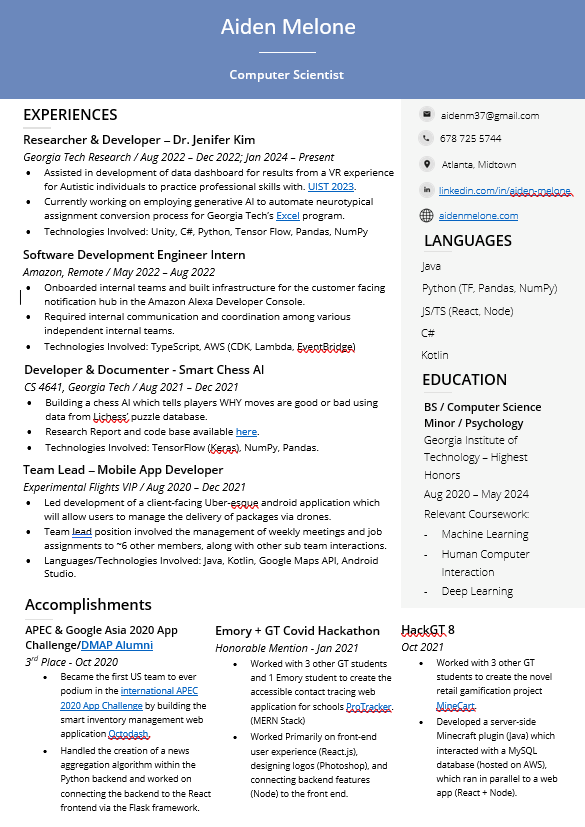 Aiden Melone
Computer Scientist
EXPERIENCES
Researcher & Developer – Dr. Jenifer Kim
Georgia Tech Research / Aug 2022 – Dec 2022; Jan 2024 – Present
• Assisted in development of data dashboard for results from a VR experience
for Autistic individuals to practice professional skills with. UIST 2023.
• Currently working on employing generative AI to automate neurotypical
assignment conversion process for Georgia Tech's Excel program.
• Technologies Involved: Unity, C#, Python, Tensor Flow, Pandas, NumPy
Software Development Engineer Intern
Amazon, Remote / May 2022 – Aug 2022
• Onboarded internal teams and built infrastructure for the customer facing
notification hub in the Amazon Alexa Developer Console.
• Required internal communication and coordination among various
independent internal teams.
• Technologies Involved: TypeScript, AWS (CDK, Lambda, EventBridge)
Developer & Documenter - Smart Chess AI
CS 4641, Georgia Tech / Aug 2021 – Dec 2021
• Building a chess AI which tells players WHY moves are good or bad using
data from Lichess' puzzle database.
• Research Report and code base available here.
• Technologies Involved: TensorFlow (Keras), NumPy, Pandas.
Team Lead – Mobile App Developer
Experimental Flights VIP / Aug 2020 – Dec 2021
• Led development of a client-facing Uber-esque android application which
will allow users to manage the delivery of packages via drones.
• Team lead position involved the management of weekly meetings and job
assignments to ~6 other members, along with other sub team interactions.
• Languages/Technologies Involved: Java, Kotlin, Google Maps API, Android
Studio.
aidenm37@gmail.com
678 725 5744
Atlanta, Midtown
linkedin.com/in/aiden-melone
aidenmelone.com
LANGUAGES
Java
Python (TF, Pandas, NumPy)
JS/TS (React, Node)
C#
Kotlin
EDUCATION
BS / Computer Science
Minor / Psychology
Georgia Institute of
Technology – Highest
Honors
Aug 2020 – May 2024
Relevant Coursework:
- Machine Learning
- Human Computer
Interaction
- Deep Learning
Accomplishments
APEC & Google Asia 2020 App
Challenge/DMAP Alumni
3rd Place - Oct 2020
• Became the first US team to ever
podium in the international APEC
2020 App Challenge by building the
smart inventory management web
application Octodash.
• Handled the creation of a news
aggregation algorithm within the
Python backend and worked on
connecting the backend to the React
frontend via the Flask framework.
Emory + GT Covid Hackathon
Honorable Mention - Jan 2021
• Worked with 3 other GT students
and 1 Emory student to create the
accessible contact tracing web
application for schools ProTracker.
(MERN Stack)
• Worked Primarily on front-end
user experience (React.js),
designing logos (Photoshop), and
connecting backend features
(Node) to the front end.
HackGT 8
Oct 2021
• Worked with 3 other GT
students to create the novel
retail gamification project
MineCart.
• Developed a server-side
Minecraft plugin (Java) which
interacted with a MySQL
database (hosted on AWS),
which ran in parallel to a web
app (React + Node).